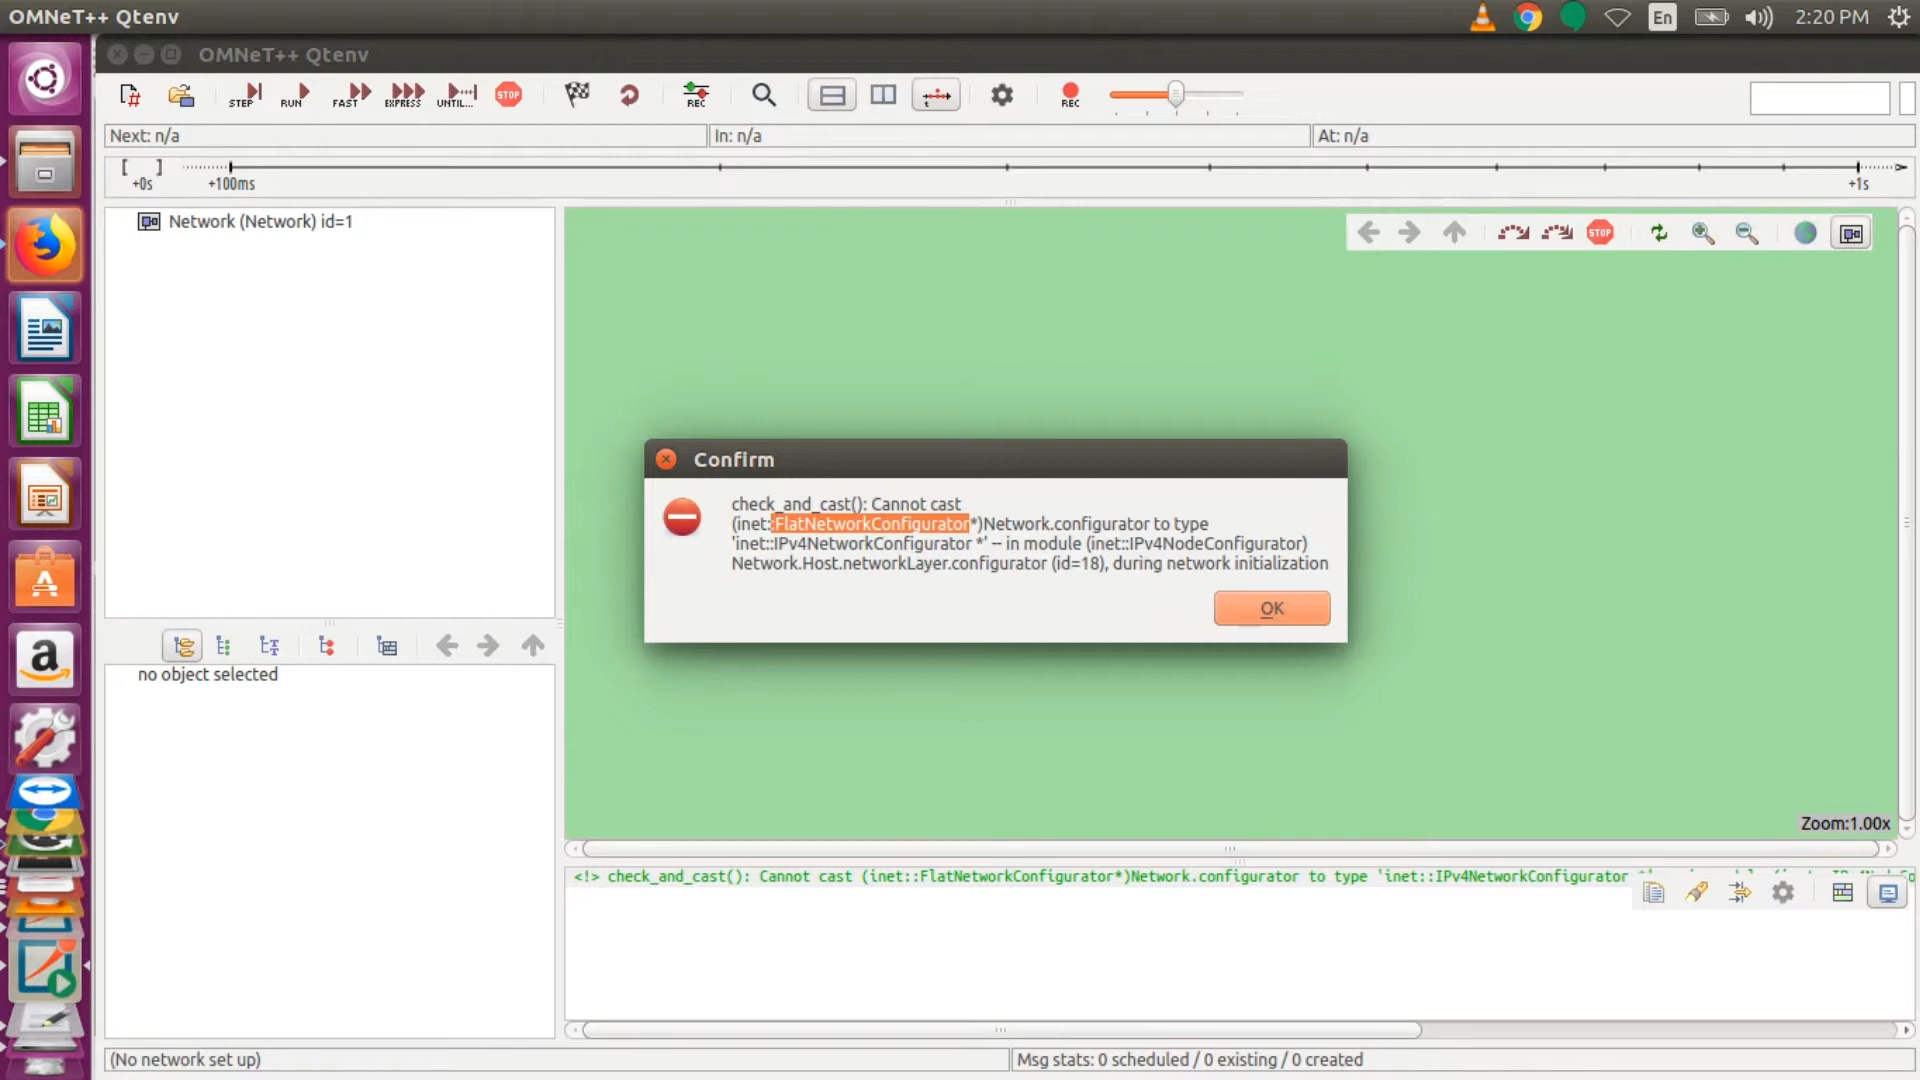 OMNeT++ Qtenv
En
2:20 PM
OMNeT++ Qtenv
STEP
RUN
FAST
EXPRESS
UNTIL...
STOP
REC
REC
Next: n/a
In: n/a
At: n/a
[ ]
+0s
+100ms
+1s
Network (Network) id=1
STOP
Confirm
check_and_cast(): Cannot cast
(inet::FlatNetworkConfigurator*)Network.configurator to type
'inet::IPv4NetworkConfigurator *' -- in module (inet::IPv4NodeConfigurator)
Network.Host.networkLayer.configurator (id=18), during network initialization
OK
no object selected
Zoom:1.00x
<!> check_and_cast(): Cannot cast (inet::FlatNetworkConfigurator*)Network.configurator to type 'inet::IPv4NetworkConfigurator
(No network set up)
Msg stats: 0 scheduled / 0 existing / 0 created